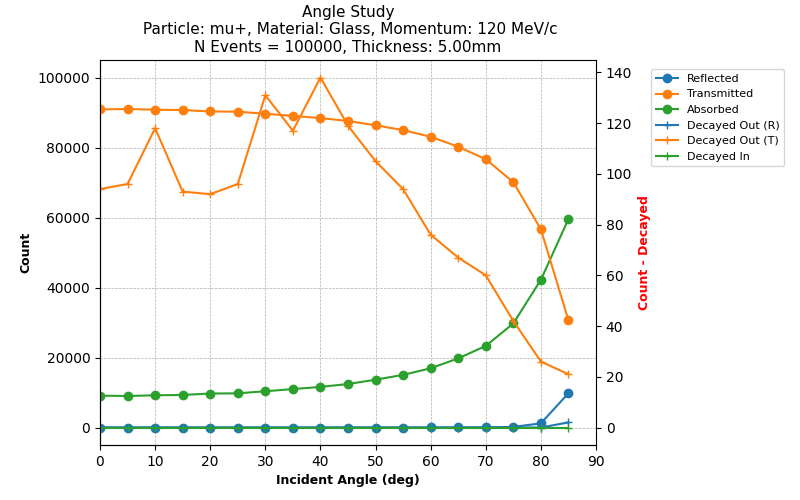 Angle Study
Particle: mu+, Material: Glass, Momentum: 120 MeV/c
N Events = 100000, Thickness: 5.00mm
100000
80000
60000
40000
20000
0
Count
0 10 20 30 40 50 60 70 80 90
Incident Angle (deg)
140
120
100
80
60
40
20
0
Count - Decayed
Reflected
Transmitted
Absorbed
Decayed Out (R)
Decayed Out (T)
Decayed In